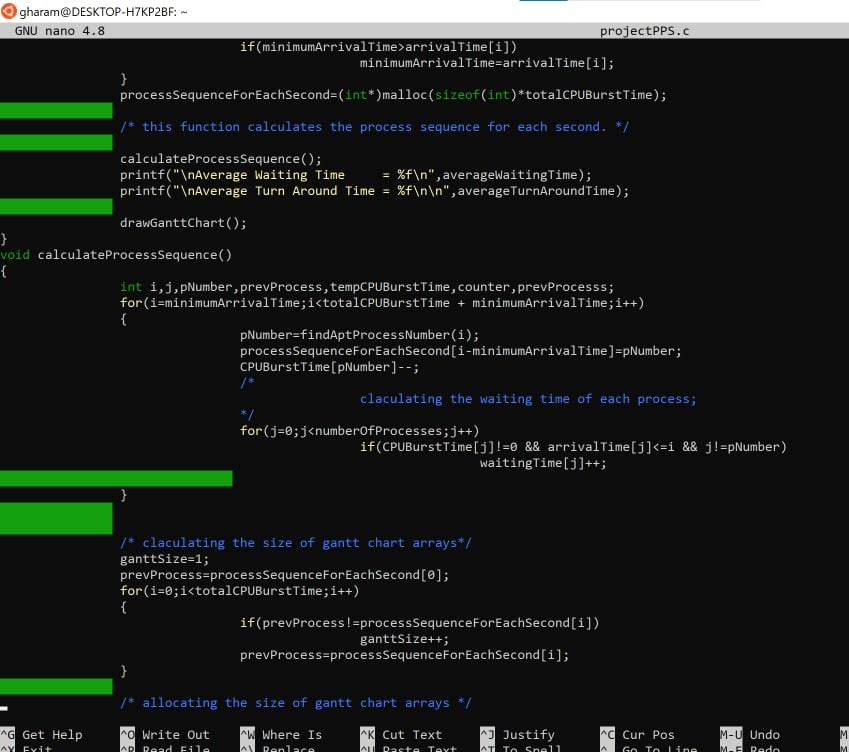 gharam@DESKTOP-H7KP2BF: ~
GNU nano 4.8 projectPPS.c
if(minimumArrivalTime>arrivalTime[i])
minimumArrivalTime=arrivalTime[i];
}
processSequenceForEachSecond=(int*)malloc(sizeof(int)*totalCPUBurstTime);
/* this function calculates the process sequence for each second. */
calculateProcessSequence();
printf("\nAverage Waiting Time     = %f\n",averageWaitingTime);
printf("\nAverage Turn Around Time = %f\n\n",averageTurnAroundTime);
drawGanttChart();
}
void calculateProcessSequence()
{
int i,j,pNumber,prevProcess,tempCPUBurstTime,counter,prevProcesss;
for(i=minimumArrivalTime;i<totalCPUBurstTime + minimumArrivalTime;i++)
{
pNumber=findAptProcessNumber(i);
processSequenceForEachSecond[i-minimumArrivalTime]=pNumber;
CPUBurstTime[pNumber]--;
/*
claculating the waiting time of each process;
*/
for(j=0;j<numberOfProcesses;j++)
if(CPUBurstTime[j]!=0 && arrivalTime[j]<=i && j!=pNumber)
waitingTime[j]++;
}
/* claculating the size of gantt chart arrays*/
ganttSize=1;
prevProcess=processSequenceForEachSecond[0];
for(i=0;i<totalCPUBurstTime;i++)
{
if(prevProcess!=processSequenceForEachSecond[i])
ganttSize++;
prevProcess=processSequenceForEachSecond[i];
}
/* allocating the size of gantt chart arrays */
^G Get Help ^O Write Out ^W Where Is ^K Cut Text ^J Justify ^C Cur Pos M-U Undo M
^X Exit ^R Read File ^\ Replace ^U Paste Text ^T To Spell ^_ Go To Line M-E Redo M